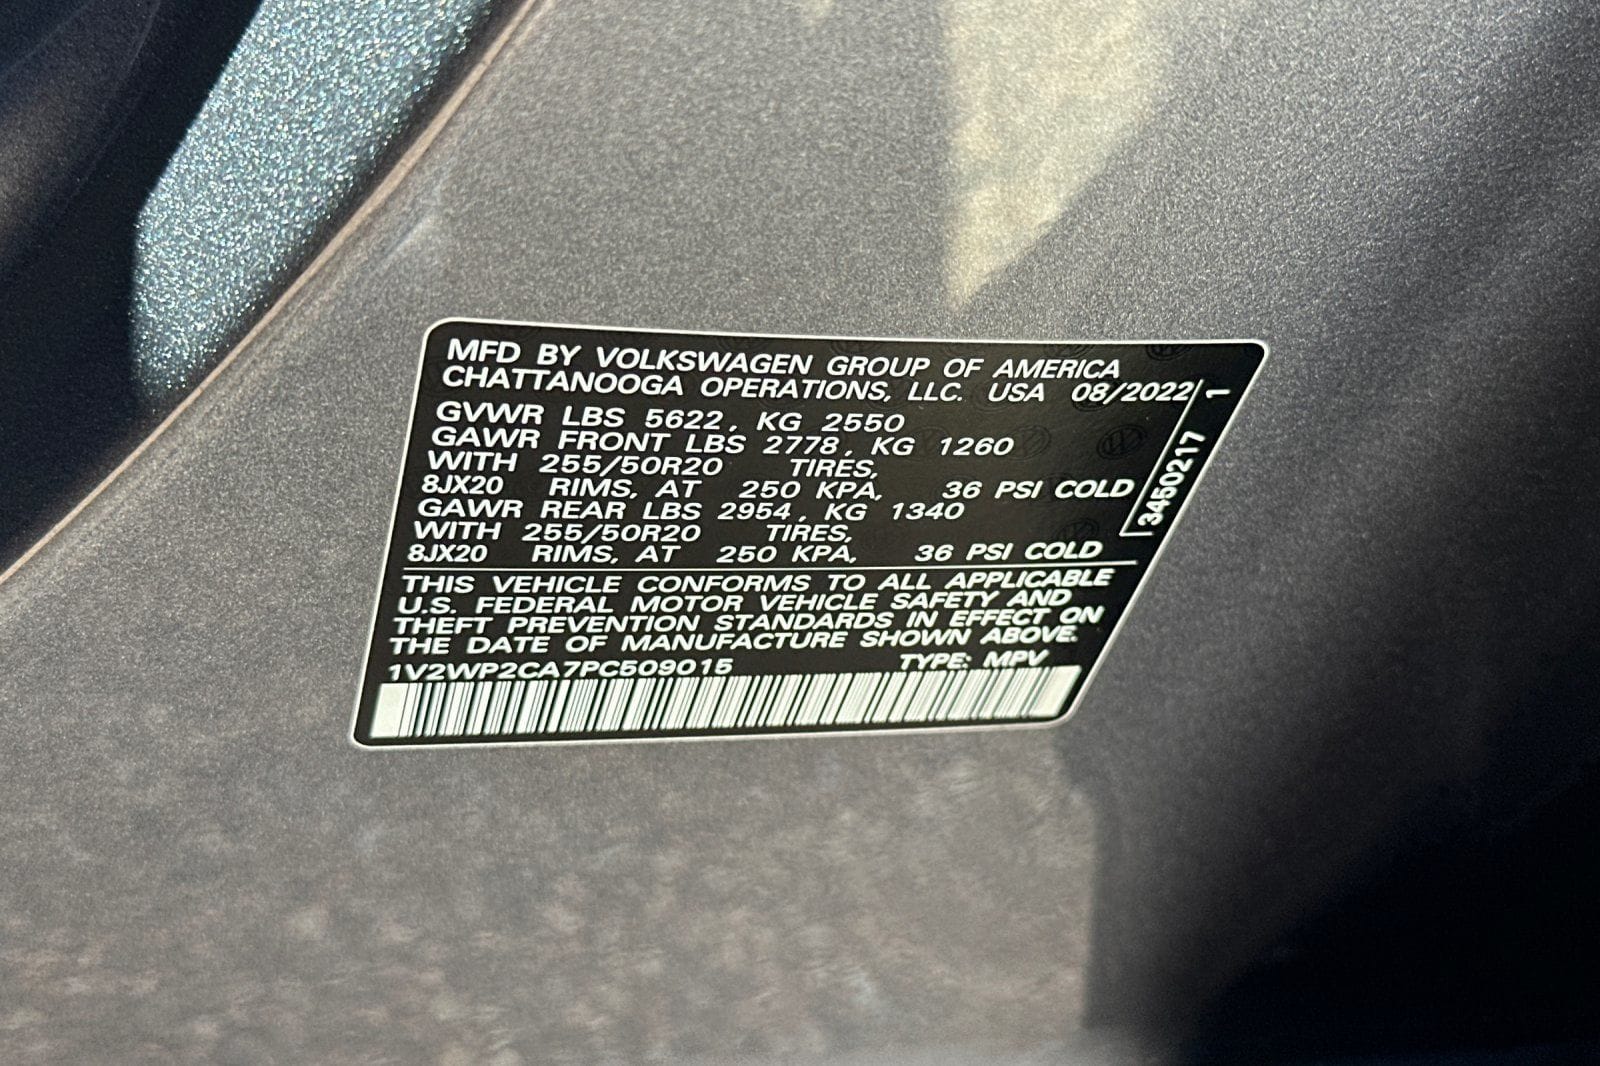 MFD BY VOLKSWAGEN GROUP OF AMERICA
CHATTANOOGA OPERATIONS, LLC. USA 08/2022
GVWR LBS 5622, KG 2550
GAWR FRONT LBS 2778, KG 1260
WITH 255/50R20 TIRES,
8JX20 RIMS, AT 250 KPA, 36 PSI COLD
GAWR REAR LBS 2954, KG 1340
WITH 255/50R20 TIRES,
8JX20 RIMS, AT 250 KPA, 36 PSI COLD
3450217 1
THIS VEHICLE CONFORMS TO ALL APPLICABLE
U.S. FEDERAL MOTOR VEHICLE SAFETY AND
THEFT PREVENTION STANDARDS IN EFFECT ON
THE DATE OF MANUFACTURE SHOWN ABOVE.
1V2WP2CA7PC509015 TYPE: MPV